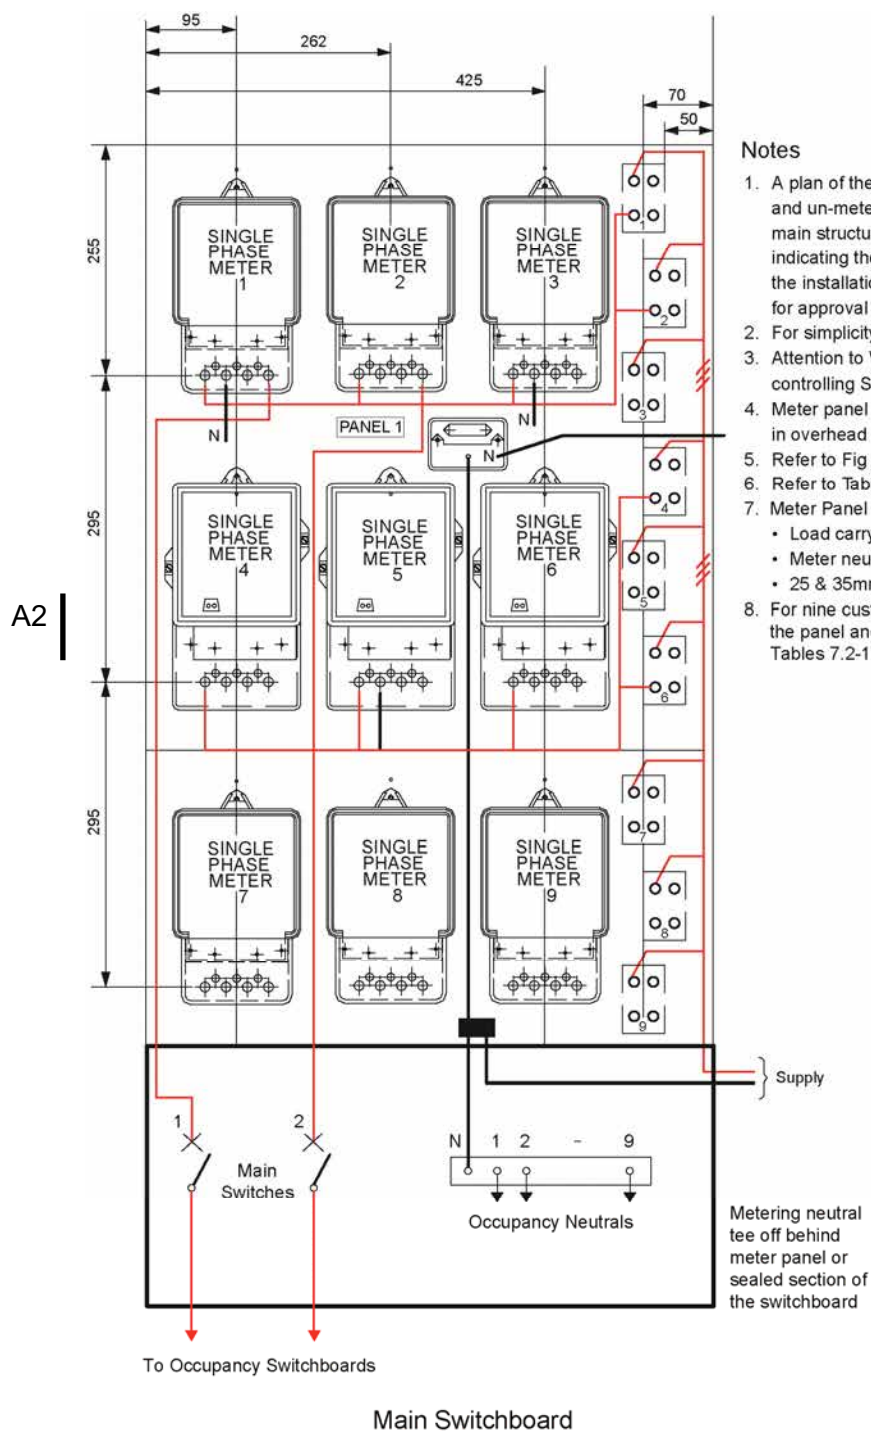 95
262
425
70
50
255
SINGLE
PHASE
METER
1
SINGLE
PHASE
METER
2
SINGLE
PHASE
METER
3
1
2
3
N
PANEL 1
N
N
295
SINGLE
PHASE
METER
4
SINGLE
PHASE
METER
5
SINGLE
PHASE
METER
6
4
5
6
A2
295
SINGLE
PHASE
METER
7
SINGLE
PHASE
METER
8
SINGLE
PHASE
METER
9
7
8
9
Notes
1. A plan of the
and un-mete
main structu
indicating the
the installatio
for approval
2. For simplicity
3. Attention to W
controlling S
4. Meter panel
in overhead
5. Refer to Fig
6. Refer to Tab
7. Meter Panel
• Load carry
• Meter neu
• 25 & 35mm
8. For nine cust
the panel and
Tables 7.2-1
Supply
1
2
Main
Switches
N 1 2 - 9
Occupancy Neutrals
Metering neutral
tee off behind
meter panel or
sealed section of
the switchboard
To Occupancy Switchboards
Main Switchboard